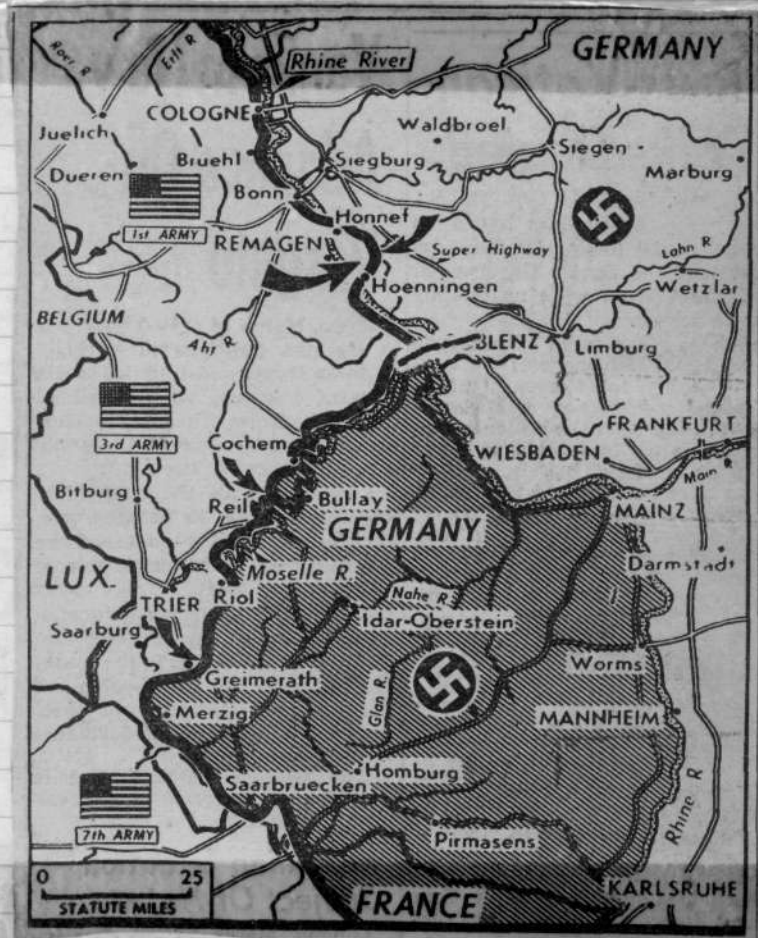 GERMANY
Roer R
Erft R
Rhine River
COLOGNE
Juelich
Waldbroel
Bruehl
Siegburg
Siegen
Marburg
Dueren
Bonn
1st ARMY
Honnef
REMAGEN
Super Highway
Lahn R
Hoenningen
Wetzlar
BELGIUM
Ahr R
BLENZ
Limburg
3rd ARMY
FRANKFURT
Cochem
WIESBADEN
Main R
Bitburg
Reil
Bullay
MAINZ
GERMANY
LUX.
Moselle R.
Darmstadt
TRIER
Riol
Nahe R
Idar-Oberstein
Saarburg
Worms
Greimerath
Glan R.
Merzig
MANNHEIM
Homburg
Saarbruecken
7th ARMY
Rhine R
Pirmasens
0 25
STATUTE MILES
KARLSRUHE
FRANCE